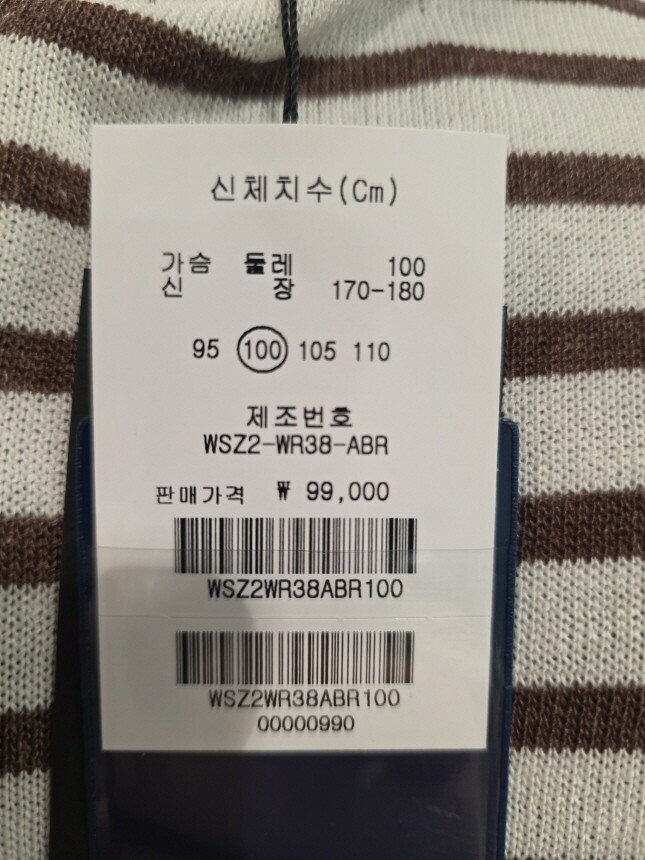 신체치수(Cm)
가슴 둘레 100
신 장 170-180
95 100 105 110
제조번호
WSZ2-WR38-ABR
판매가격 ₩ 99,000
WSZ2WR38ABR100
WSZ2WR38ABR100
00000990